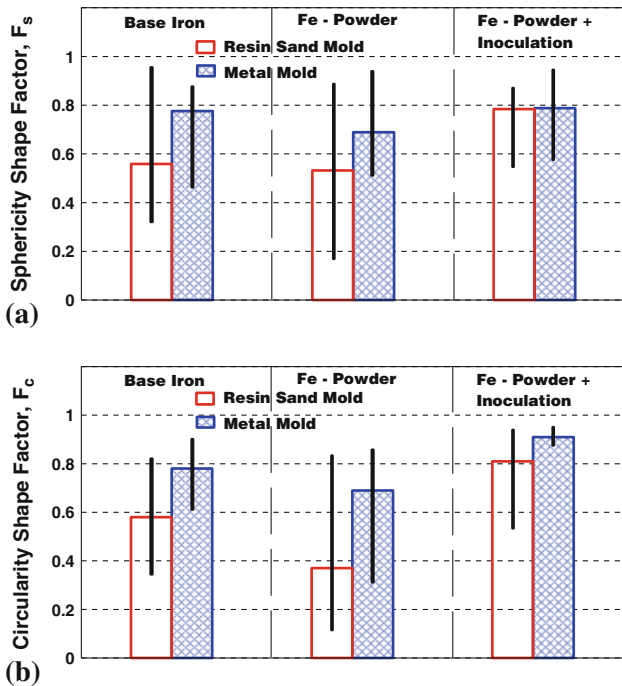 Sphericity Shape Factor, Fs
Base Iron
Fe - Powder
Fe - Powder +
Inoculation
Resin Sand Mold
Metal Mold
1
0.8
0.6
0.4
0.2
0
(a)
Circularity Shape Factor, Fc
Base Iron
Fe - Powder
Fe - Powder +
Inoculation
Resin Sand Mold
Metal Mold
1
0.8
0.6
0.4
0.2
0
(b)